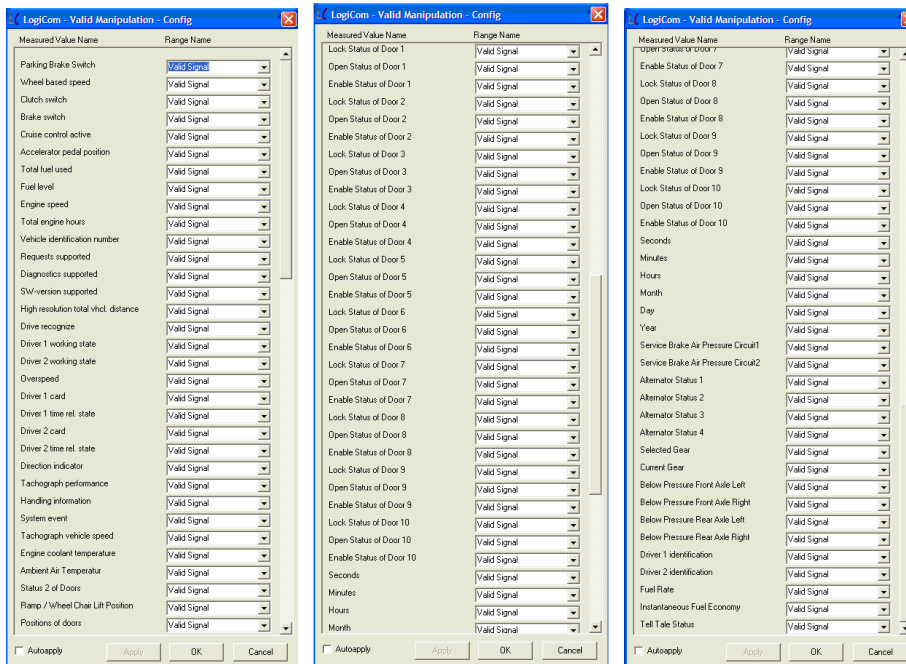 LogiCom - Valid Manipulation - Config
Measured Value Name Range Name
Parking Brake Switch Valid Signal
Wheel based speed Valid Signal
Clutch switch Valid Signal
Brake switch Valid Signal
Cruise control active Valid Signal
Accelerator pedal position Valid Signal
Total fuel used Valid Signal
Fuel level Valid Signal
Engine speed Valid Signal
Total engine hours Valid Signal
Vehicle identification number Valid Signal
Requests supported Valid Signal
Diagnostics supported Valid Signal
SW-version supported Valid Signal
High resolution total vhcl. distance Valid Signal
Drive recognize Valid Signal
Driver 1 working state Valid Signal
Driver 2 working state Valid Signal
Overspeed Valid Signal
Driver 1 card Valid Signal
Driver 1 time rel. state Valid Signal
Driver 2 card Valid Signal
Driver 2 time rel. state Valid Signal
Direction indicator Valid Signal
Tachograph performance Valid Signal
Handling information Valid Signal
System event Valid Signal
Tachograph vehicle speed Valid Signal
Engine coolant temperature Valid Signal
Ambient Air Temperatur Valid Signal
Status 2 of Doors Valid Signal
Ramp / Wheel Chair Lift Position Valid Signal
Positions of doors Valid Signal
Autoapply Apply OK Cancel
LogiCom - Valid Manipulation - Config
Measured Value Name Range Name
Lock Status of Door 1 Valid Signal
Open Status of Door 1 Valid Signal
Enable Status of Door 1 Valid Signal
Lock Status of Door 2 Valid Signal
Open Status of Door 2 Valid Signal
Enable Status of Door 2 Valid Signal
Lock Status of Door 3 Valid Signal
Open Status of Door 3 Valid Signal
Enable Status of Door 3 Valid Signal
Lock Status of Door 4 Valid Signal
Open Status of Door 4 Valid Signal
Enable Status of Door 4 Valid Signal
Lock Status of Door 5 Valid Signal
Open Status of Door 5 Valid Signal
Enable Status of Door 5 Valid Signal
Lock Status of Door 6 Valid Signal
Open Status of Door 6 Valid Signal
Enable Status of Door 6 Valid Signal
Lock Status of Door 7 Valid Signal
Open Status of Door 7 Valid Signal
Enable Status of Door 7 Valid Signal
Lock Status of Door 8 Valid Signal
Open Status of Door 8 Valid Signal
Enable Status of Door 8 Valid Signal
Lock Status of Door 9 Valid Signal
Open Status of Door 9 Valid Signal
Enable Status of Door 9 Valid Signal
Lock Status of Door 10 Valid Signal
Open Status of Door 10 Valid Signal
Enable Status of Door 10 Valid Signal
Seconds Valid Signal
Minutes Valid Signal
Hours Valid Signal
Month Valid Signal
Autoapply Apply OK Cancel
LogiCom - Valid Manipulation - Config
Measured Value Name Range Name
Open Status of Door 7 Valid Signal
Enable Status of Door 7 Valid Signal
Lock Status of Door 8 Valid Signal
Open Status of Door 8 Valid Signal
Enable Status of Door 8 Valid Signal
Lock Status of Door 9 Valid Signal
Open Status of Door 9 Valid Signal
Enable Status of Door 9 Valid Signal
Lock Status of Door 10 Valid Signal
Open Status of Door 10 Valid Signal
Enable Status of Door 10 Valid Signal
Seconds Valid Signal
Minutes Valid Signal
Hours Valid Signal
Month Valid Signal
Day Valid Signal
Year Valid Signal
Service Brake Air Pressure Circuit1 Valid Signal
Service Brake Air Pressure Circuit2 Valid Signal
Alternator Status 1 Valid Signal
Alternator Status 2 Valid Signal
Alternator Status 3 Valid Signal
Alternator Status 4 Valid Signal
Selected Gear Valid Signal
Current Gear Valid Signal
Below Pressure Front Axle Left Valid Signal
Below Pressure Front Axle Right Valid Signal
Below Pressure Rear Axle Left Valid Signal
Below Pressure Rear Axle Right Valid Signal
Driver 1 identification Valid Signal
Driver 2 identification Valid Signal
Fuel Rate Valid Signal
Instantaneous Fuel Economy Valid Signal
Tell Tale Status Valid Signal
Autoapply Apply OK Cancel